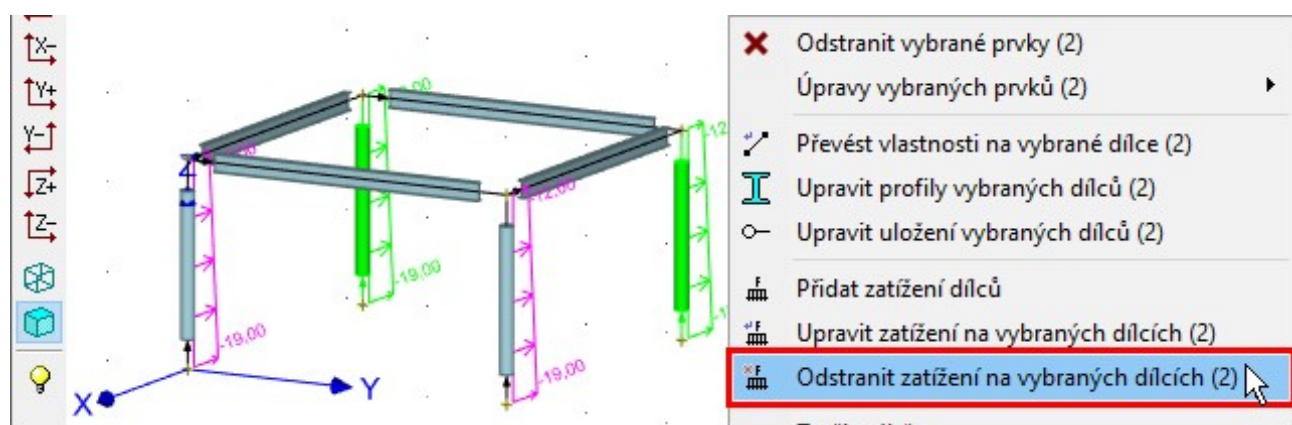 X-
Y+
Y-
Z+
Z-
-12,00
-19,00
-19,00
-19,00
Z
X
Y
Odstranit vybrané prvky (2)
Úpravy vybraných prvků (2)
Převést vlastnosti na vybrané dílce (2)
Upravit profily vybraných dílců (2)
Upravit uložení vybraných dílců (2)
Přidat zatížení dílců
Upravit zatížení na vybraných dílcích (2)
Odstranit zatížení na vybraných dílcích (2)